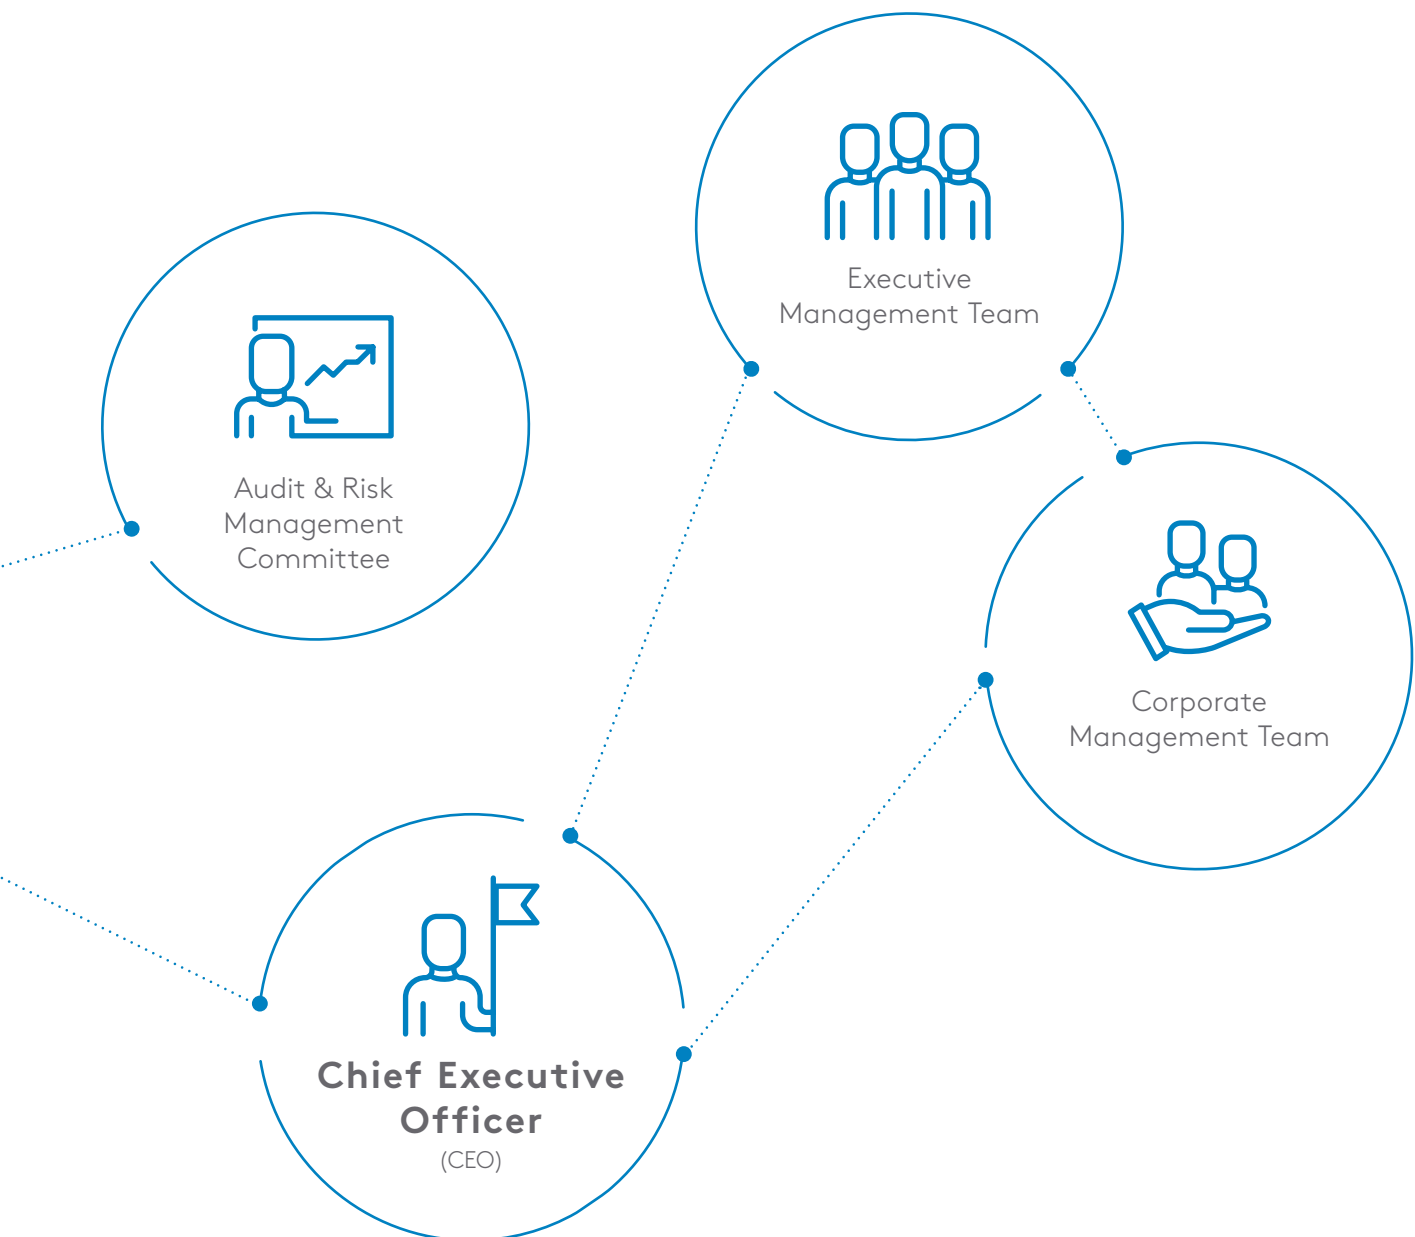 Executive
Management Team
Audit & Risk
Management
Committee
Corporate
Management Team
Chief Executive
Officer
(CEO)